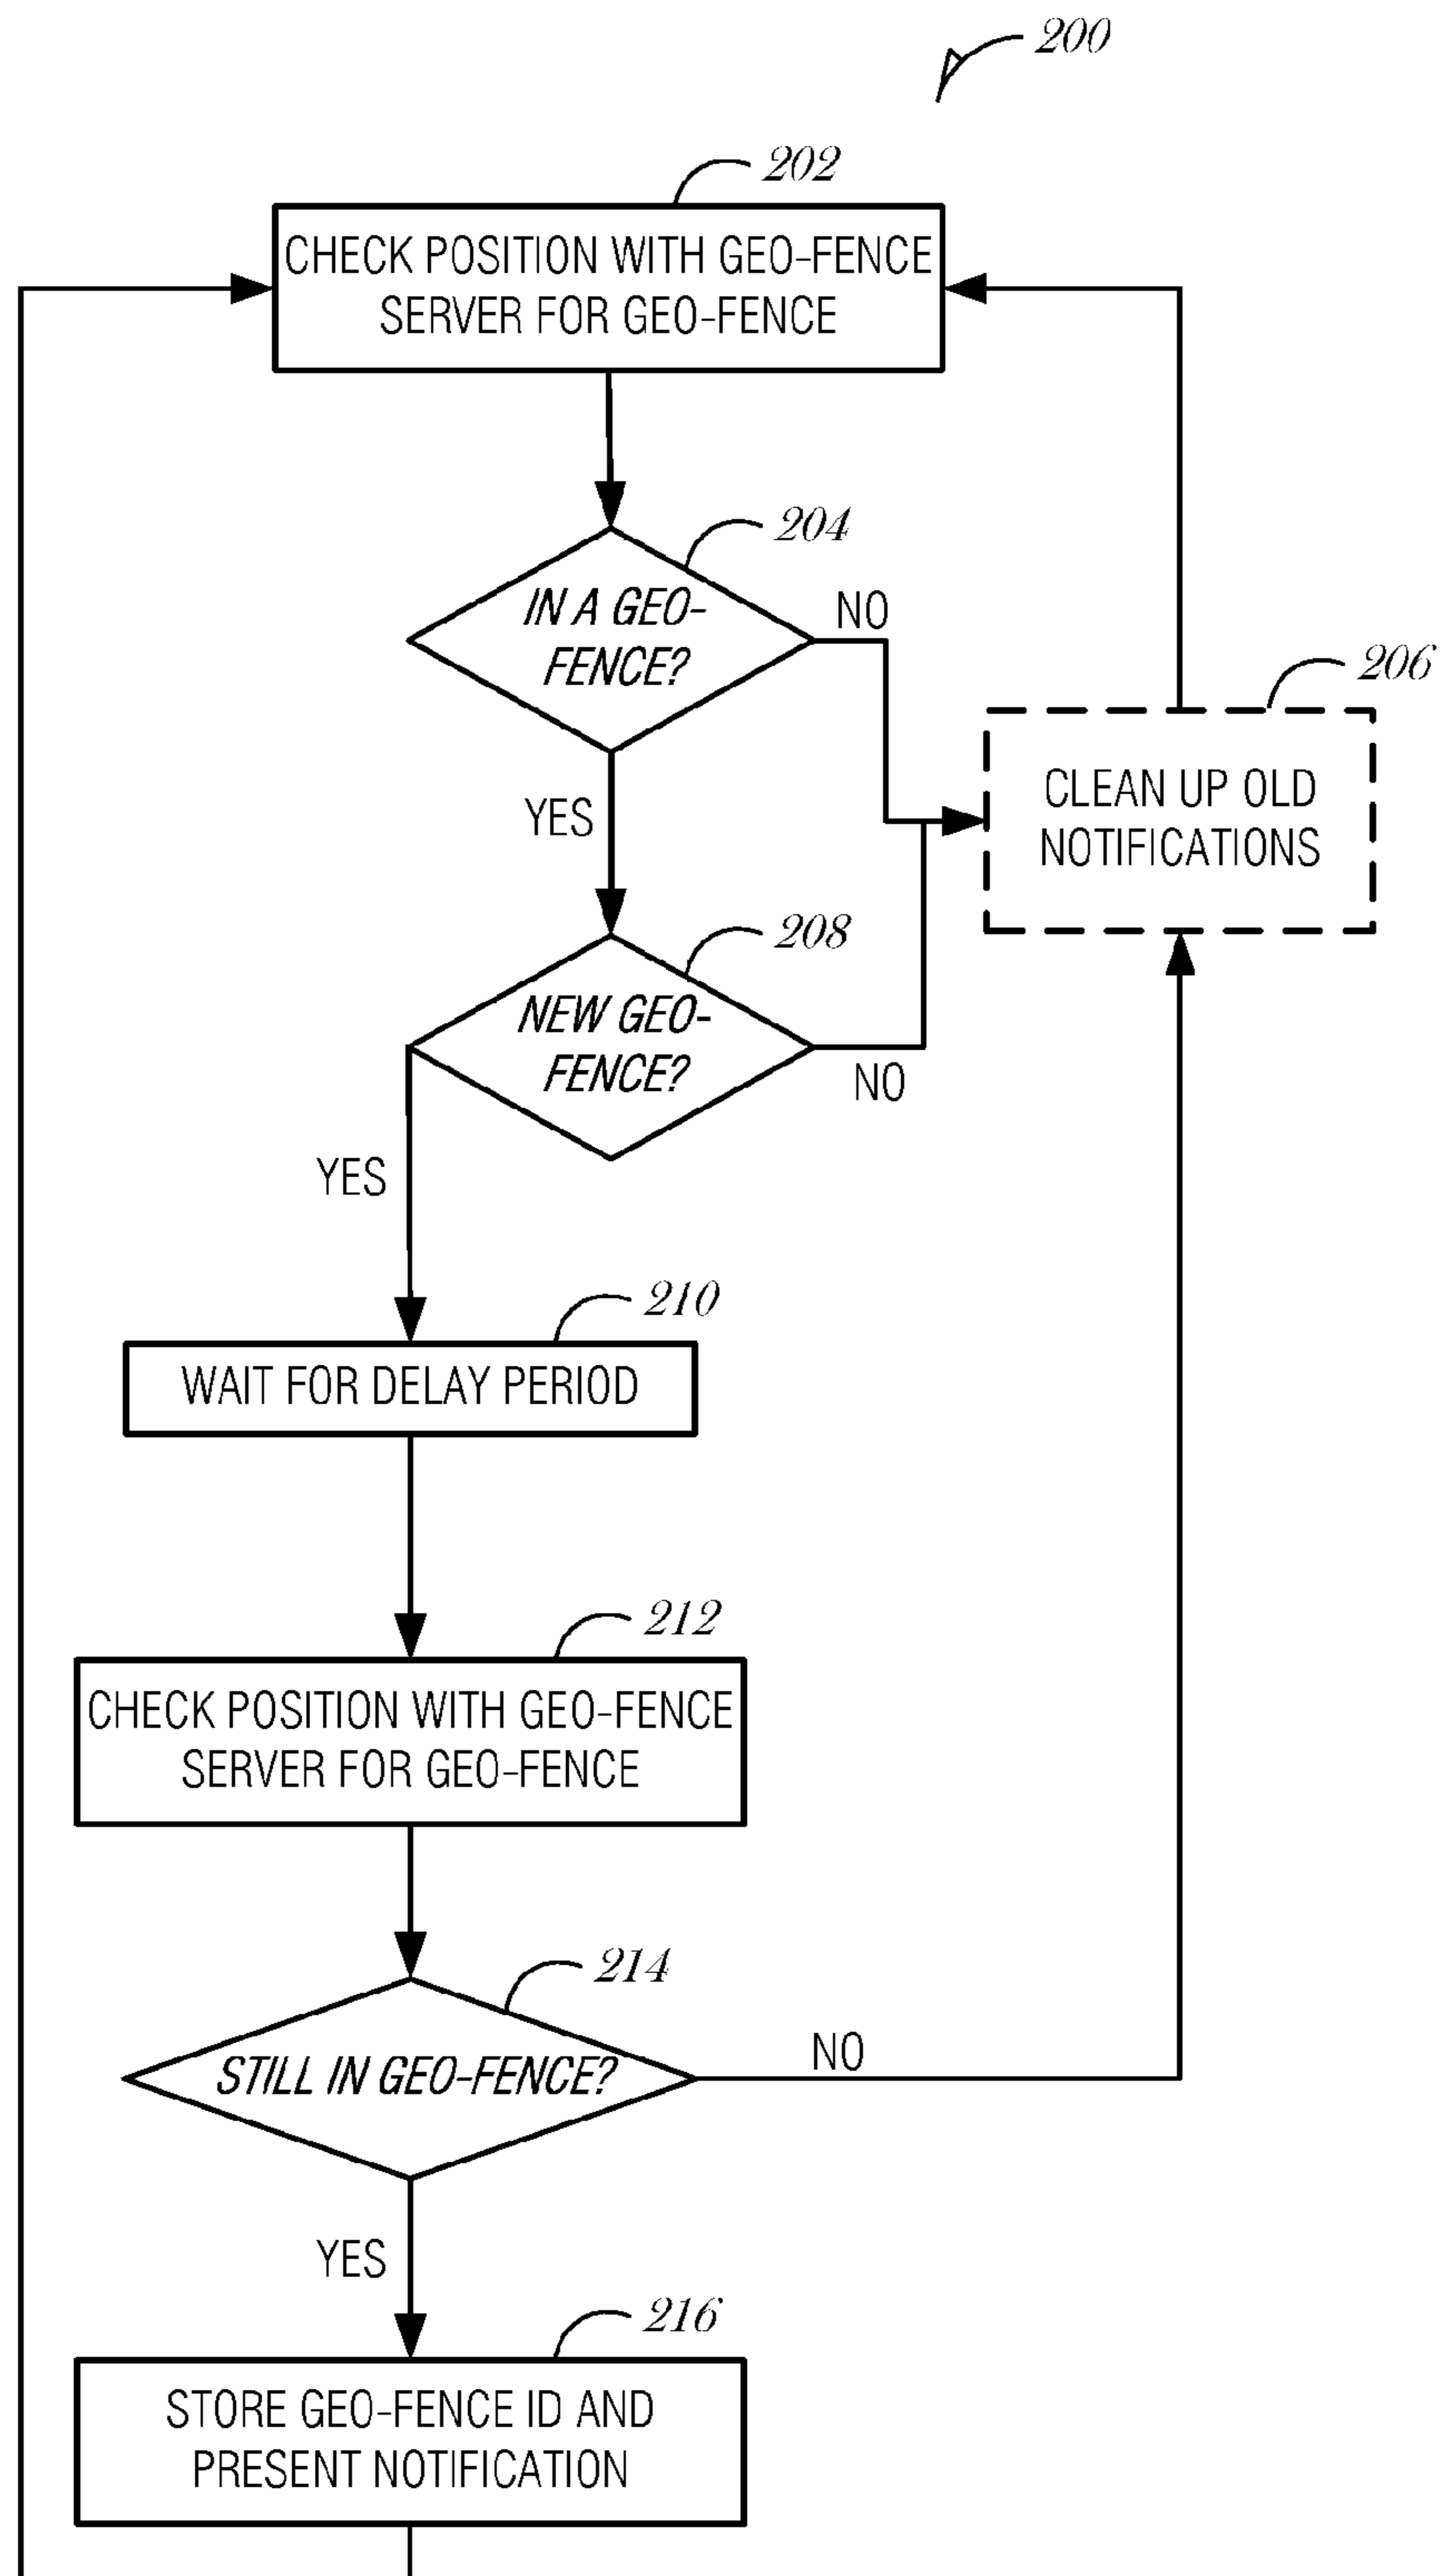 200
202
CHECK POSITION WITH GEO-FENCE
SERVER FOR GEO-FENCE
204
IN A GEO-
FENCE?
NO
206
CLEAN UP OLD
NOTIFICATIONS
YES
208
NEW GEO-
FENCE?
NO
YES
210
WAIT FOR DELAY PERIOD
212
CHECK POSITION WITH GEO-FENCE
SERVER FOR GEO-FENCE
214
STILL IN GEO-FENCE?
NO
YES
216
STORE GEO-FENCE ID AND
PRESENT NOTIFICATION